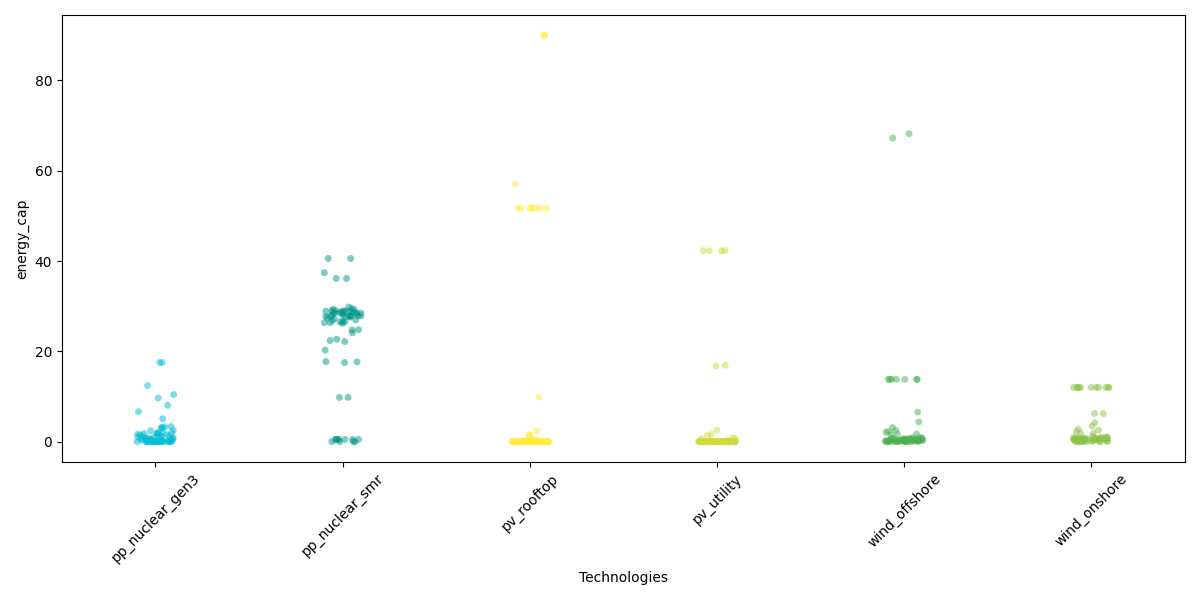 80
60
40
20
0
energy_cap
pp_nuclear_gen3
pp_nuclear_smr
pv_rooftop
pv_utility
wind_offshore
wind_onshore
Technologies